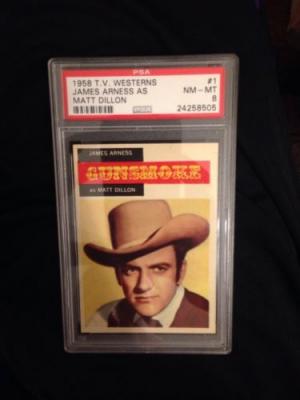 PSA
1958 T.V. WESTERNS #1
JAMES ARNESS AS NM-MT
MATT DILLON PSA 8
24258505
JAMES ARNESS
GUNSMOKE
as MATT DILLON